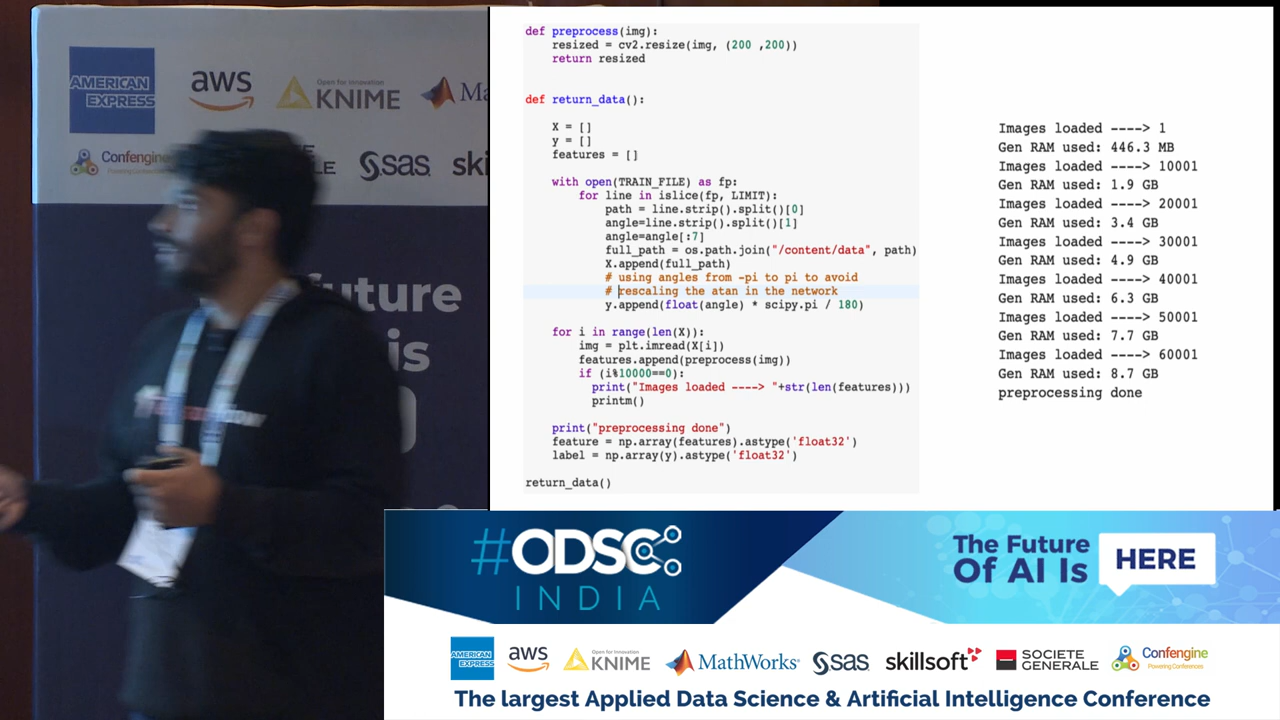 AMERICAN
EXPRESS
aws
Open for Innovation
KNIME
Ma
Confengine
LE
sas
ski
uture
is
def preprocess(img):
    resized = cv2.resize(img, (200 ,200))
    return resized
def return_data():
    X = []
    y = []
    features = []
    with open(TRAIN_FILE) as fp:
        for line in islice(fp, LIMIT):
            path = line.strip().split()[0]
            angle=line.strip().split()[1]
            angle=angle[:7]
            full_path = os.path.join("/content/data", path)
            X.append(full_path)
            # using angles from -pi to pi to avoid
            # rescaling the atan in the network
            y.append(float(angle) * scipy.pi / 180)
    for i in range(len(X)):
        img = plt.imread(X[i])
        features.append(preprocess(img))
        if (i%10000==0):
          print("Images loaded ----> "+str(len(features)))
          printm()
    print("preprocessing done")
    feature = np.array(features).astype('float32')
    label = np.array(y).astype('float32')
return_data()
Images loaded ----> 1
Gen RAM used: 446.3 MB
Images loaded ----> 10001
Gen RAM used: 1.9 GB
Images loaded ----> 20001
Gen RAM used: 3.4 GB
Images loaded ----> 30001
Gen RAM used: 4.9 GB
Images loaded ----> 40001
Gen RAM used: 6.3 GB
Images loaded ----> 50001
Gen RAM used: 7.7 GB
Images loaded ----> 60001
Gen RAM used: 8.7 GB
preprocessing done
#ODSC
INDIA
The Future
Of AI Is HERE
AMERICAN
EXPRESS
aws
Open for Innovation
KNIME
MathWorks
sas
skillsoft
SOCIETE
GENERALE
Confengine
Powering Conferences
The largest Applied Data Science & Artificial Intelligence Conference